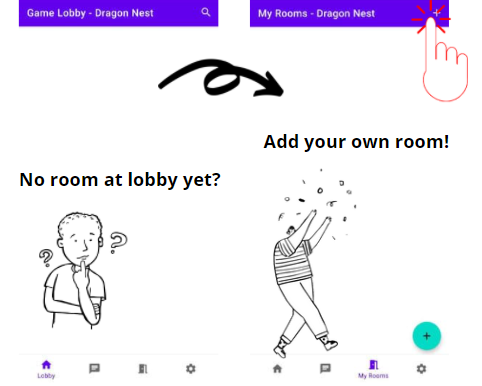 Game Lobby - Dragon Nest
My Rooms - Dragon Nest
Add your own room!
No room at lobby yet?
?
?
Lobby
My Rooms